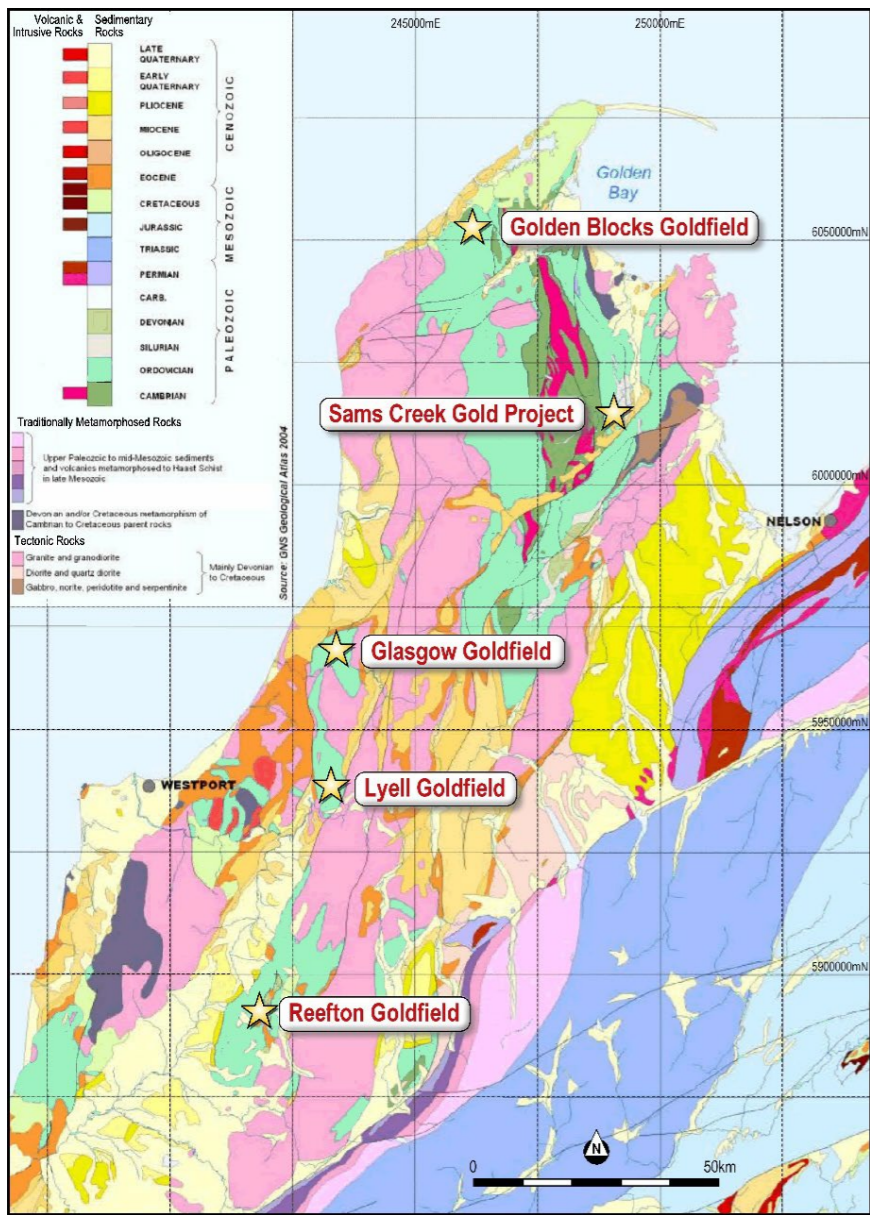 Volcanic & Intrusive Rocks
Sedimentary Rocks
LATE QUATERNARY
EARLY QUATERNARY
PLIOCENE
MIOCENE
OLIGOCENE
EOCENE
CENOZOIC
CRETACEOUS
JURASSIC
TRIASSIC
MESOZOIC
PERMIAN
CARB.
DEVONIAN
SILURIAN
ORDOVICIAN
CAMBRIAN
PALEOZOIC
Traditionally Metamorphosed Rocks
Upper Paleozoic to mid-Mesozoic sediments
and volcanics metamorphosed to Haast Schist
in late Mesozoic
Devonian and/or Cretaceous metamorphism of
Cambrian to Cretaceous parent rocks
Tectonic Rocks
Granite and granodiorite
Diorite and quartz diorite
Gabbro, norite, peridotite and serpentinite
Mainly Devonian
to Cretaceous
Source: GNS Geological Atlas 2004
245000mE
250000mE
Golden
Bay
Golden Blocks Goldfield
6050000mN
Sams Creek Gold Project
6000000mN
NELSON
Glasgow Goldfield
5950000mN
WESTPORT
Lyell Goldfield
5900000mN
Reefton Goldfield
N
0
50km